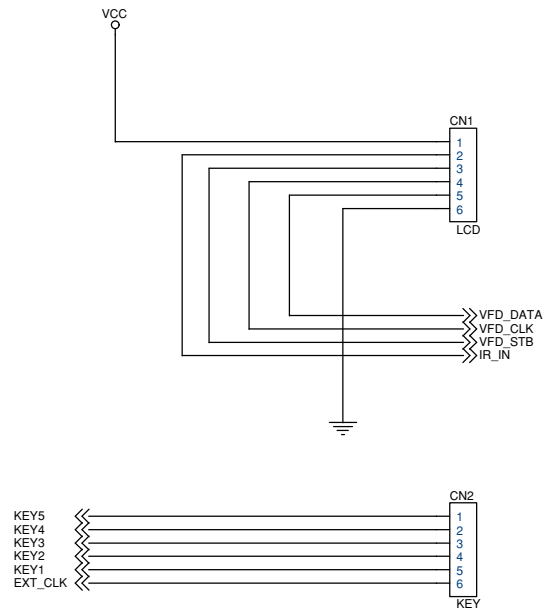 VCC
CN1
1
2
3
4
5
6
LCD
VFD_DATA
VFD_CLK
VFD_STB
IR_IN
CN2
KEY5 1
KEY4 2
KEY3 3
KEY2 4
KEY1 5
EXT_CLK 6
KEY